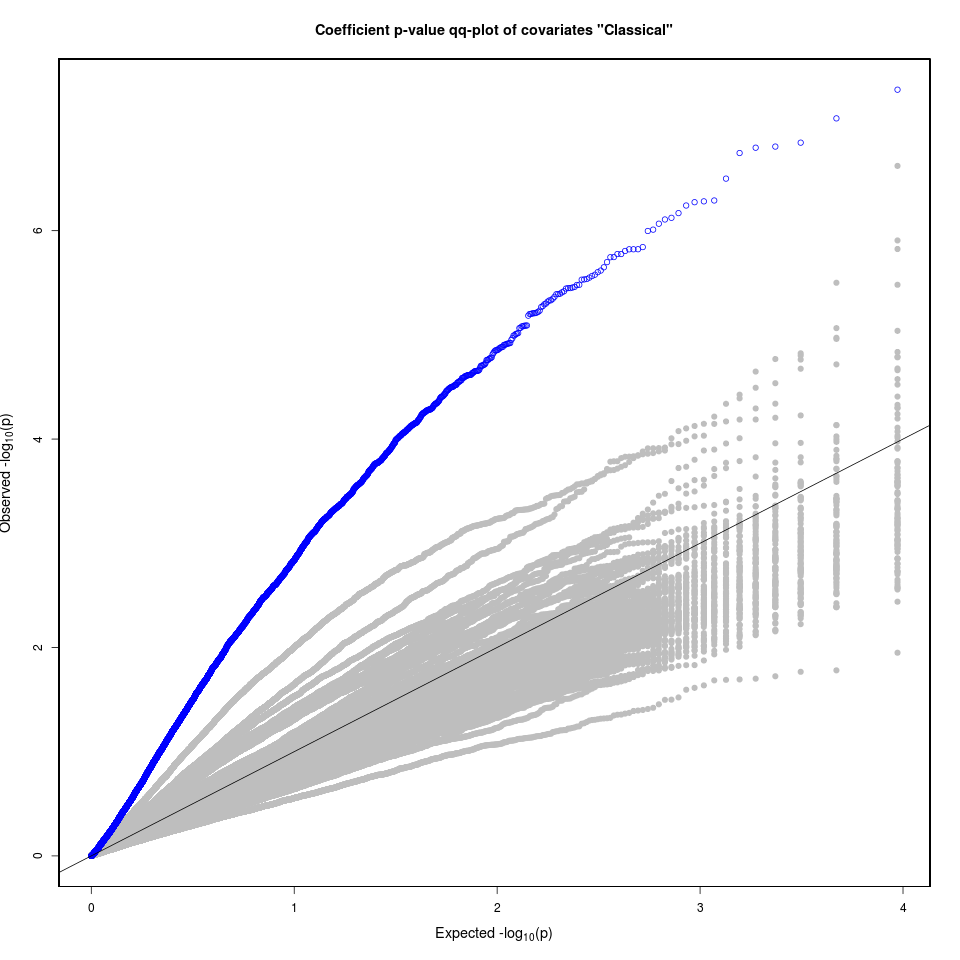 Coefficient p-value qq-plot of covariates "Classical"
Observed -log10(p)
6
4
2
0
0 1 2 3 4
Expected -log10(p)